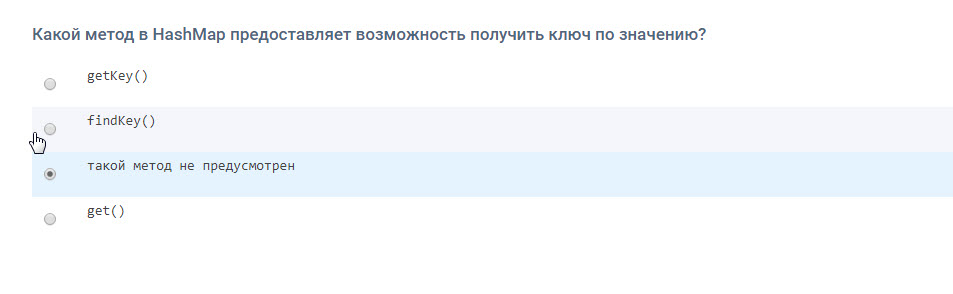 Какой метод в HashMap предоставляет возможность получить ключ по значению?
getKey()
findKey()
такой метод не предусмотрен
get()